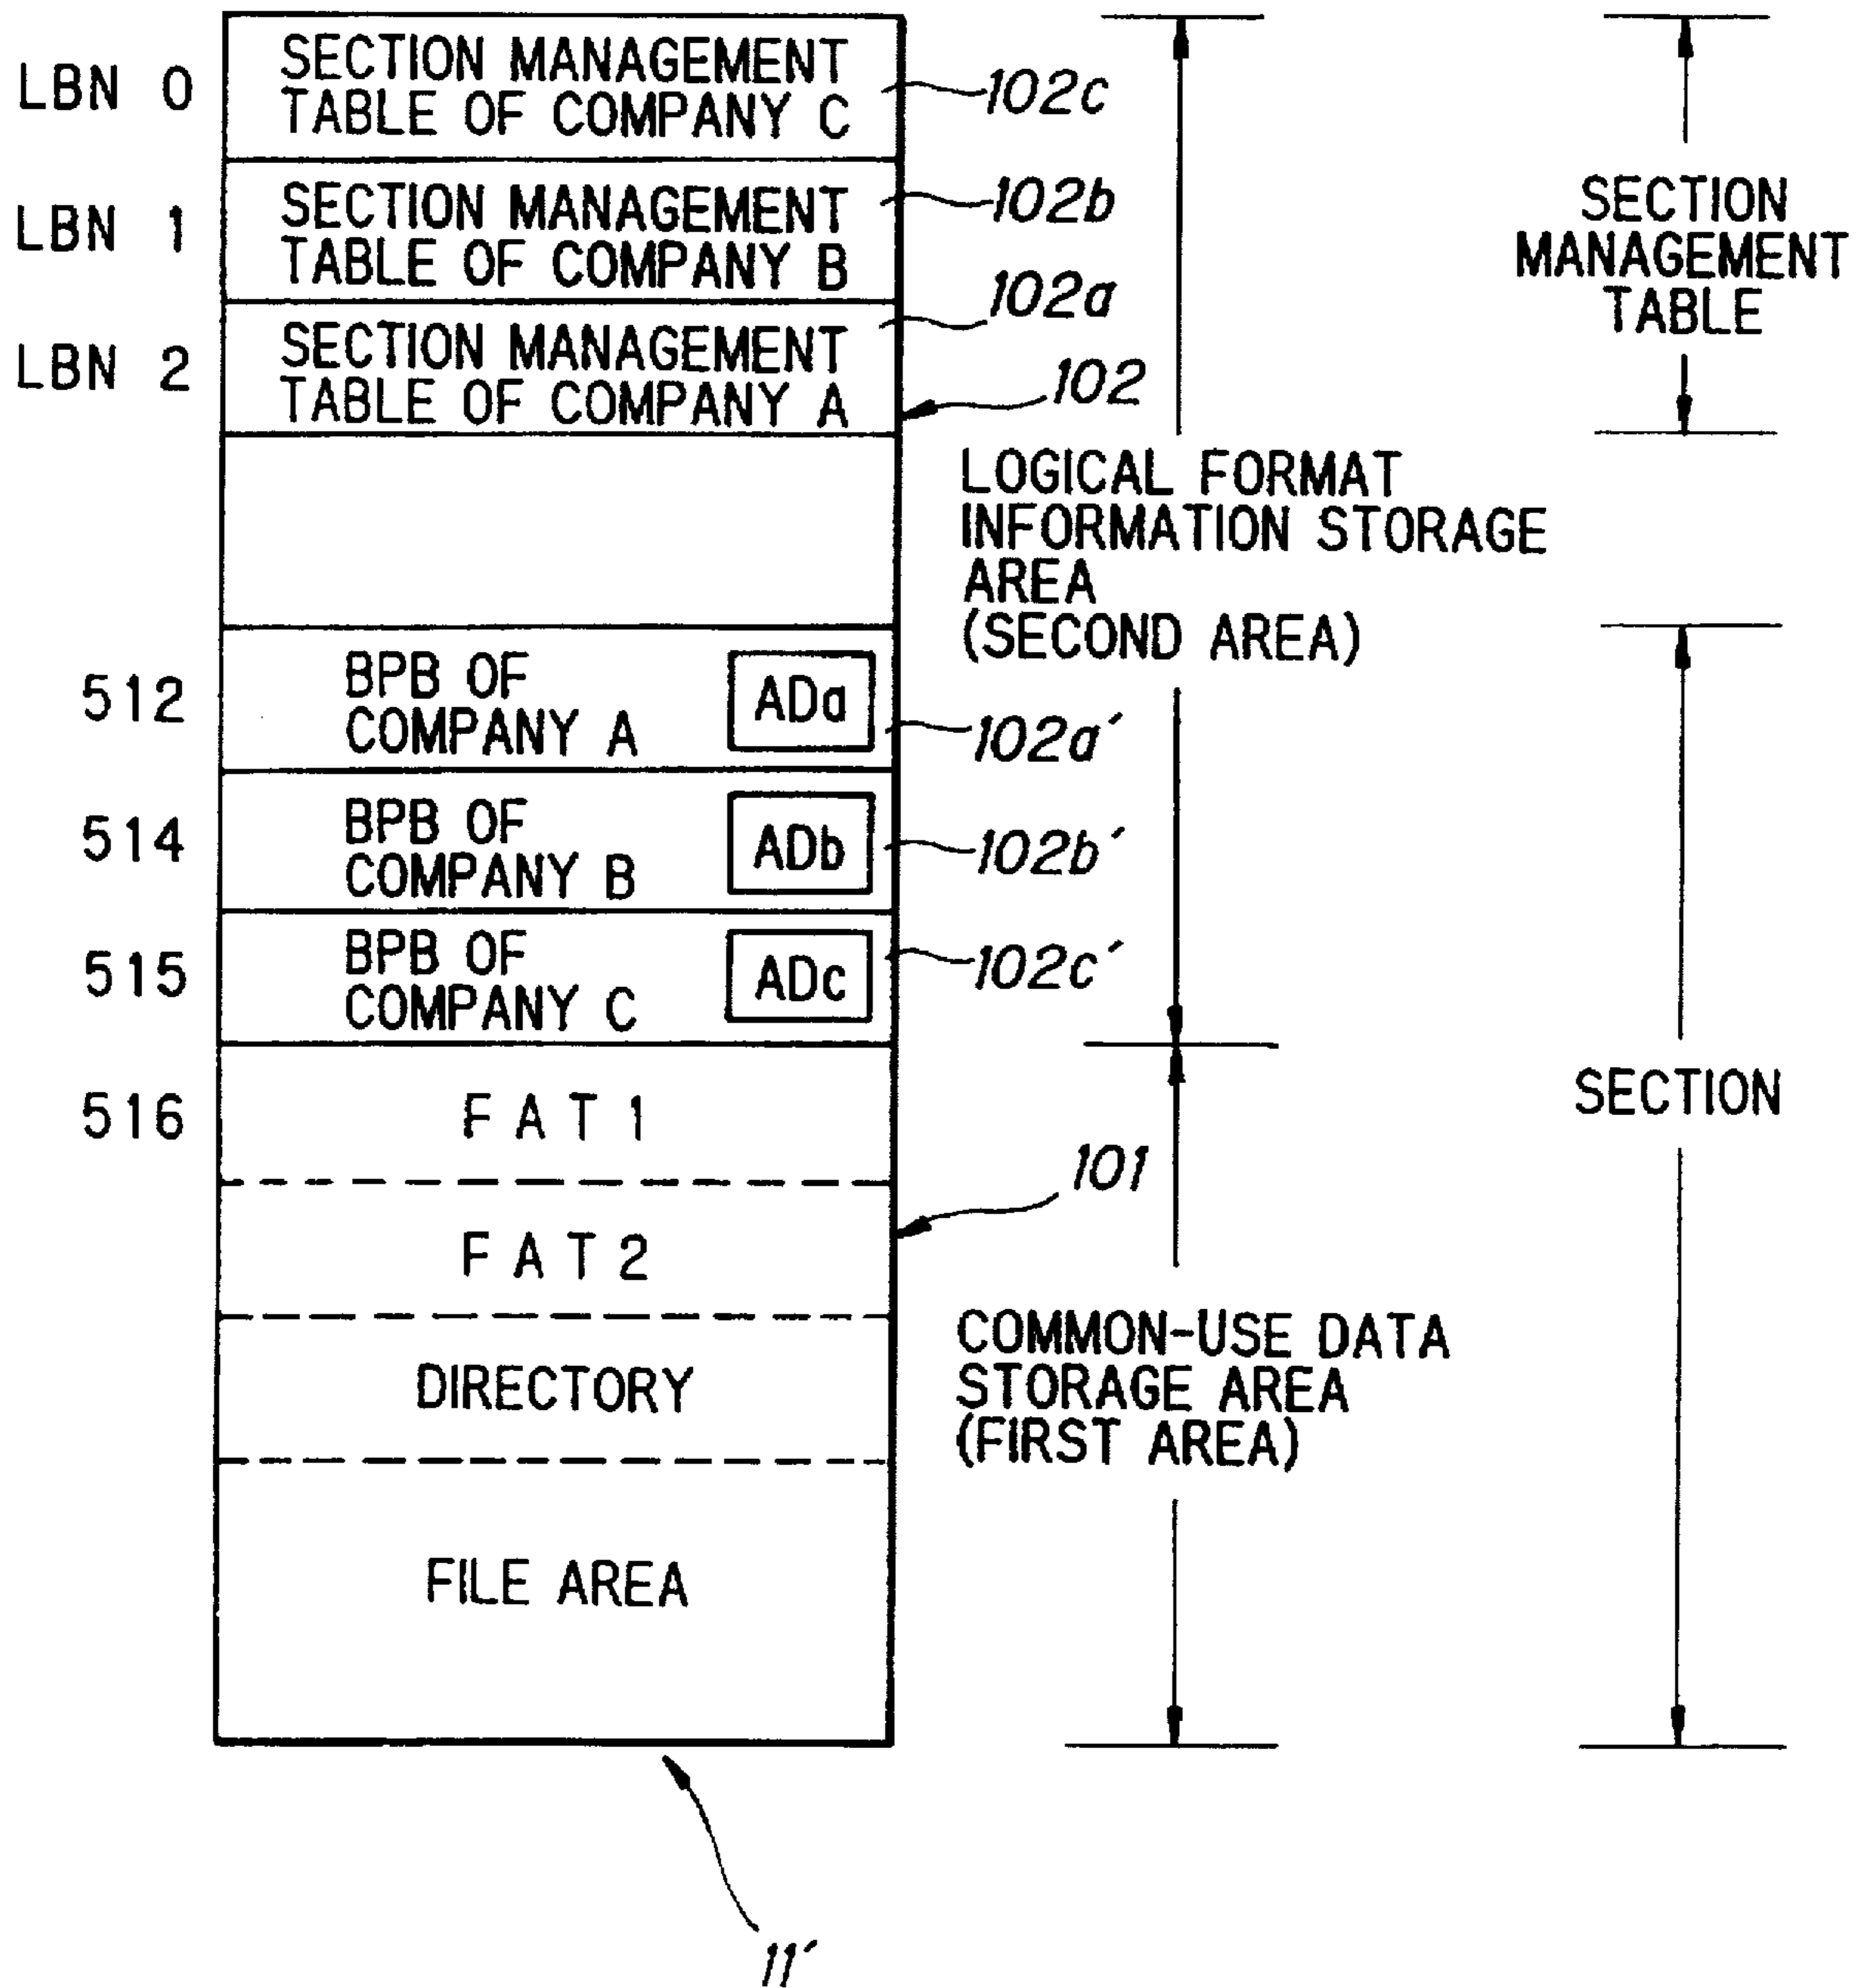 LBN 0
SECTION MANAGEMENT
TABLE OF COMPANY C
102c
LBN 1
SECTION MANAGEMENT
TABLE OF COMPANY B
102b
LBN 2
SECTION MANAGEMENT
TABLE OF COMPANY A
102a
102
SECTION
MANAGEMENT
TABLE
LOGICAL FORMAT
INFORMATION STORAGE
AREA
(SECOND AREA)
512
BPB OF
COMPANY A
ADa
102a'
514
BPB OF
COMPANY B
ADb
102b'
515
BPB OF
COMPANY C
ADc
102c'
516
FAT1
SECTION
101
FAT2
COMMON-USE DATA
STORAGE AREA
(FIRST AREA)
DIRECTORY
FILE AREA
11'